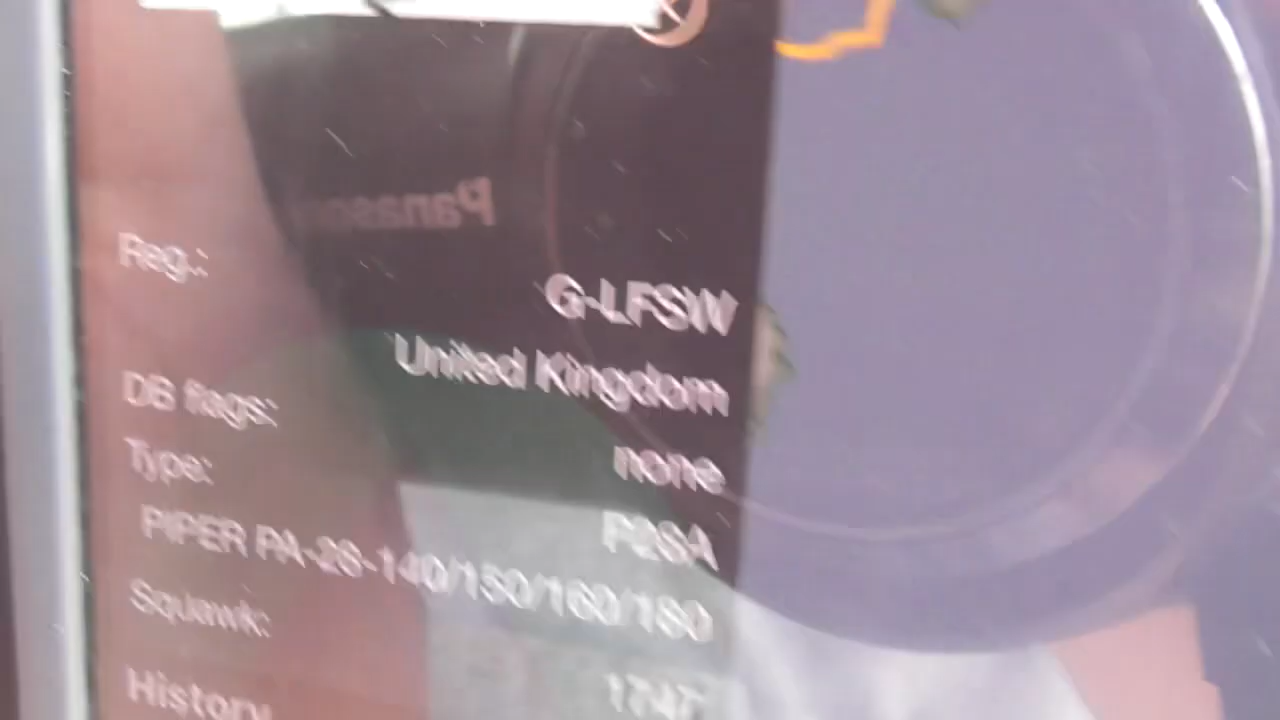 Panasonic
Reg.:
G-LFSW
United Kingdom
DB flags:
none
Type:
P28A
PIPER PA-28-140/150/160/180
Squawk:
1747
History